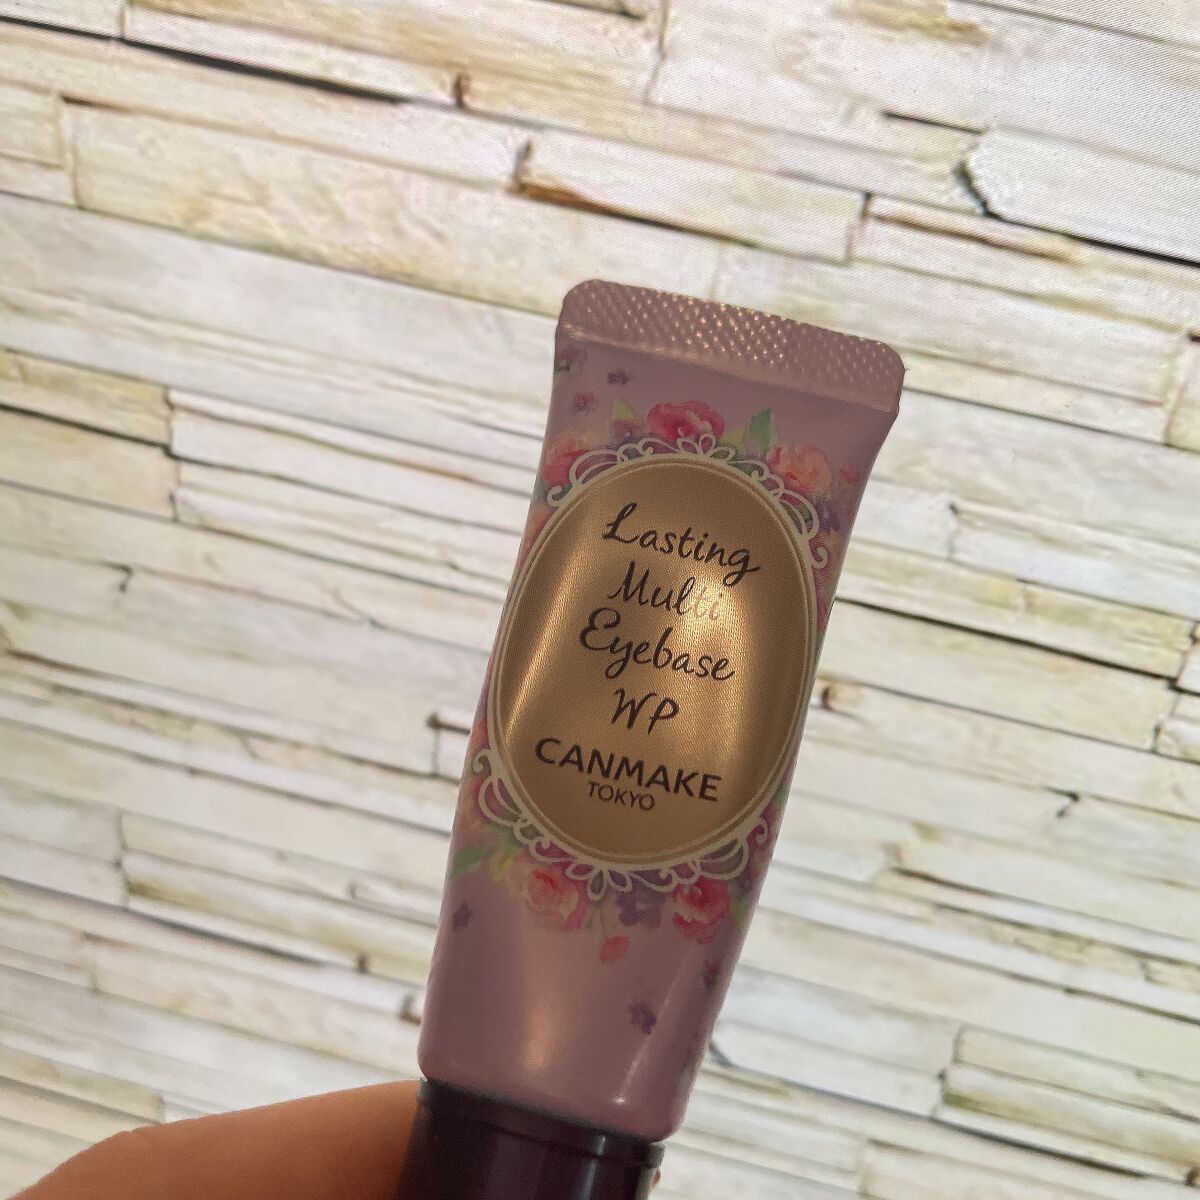 Lasting
Multi
Eyebase
WP
CANMAKE
TOKYO